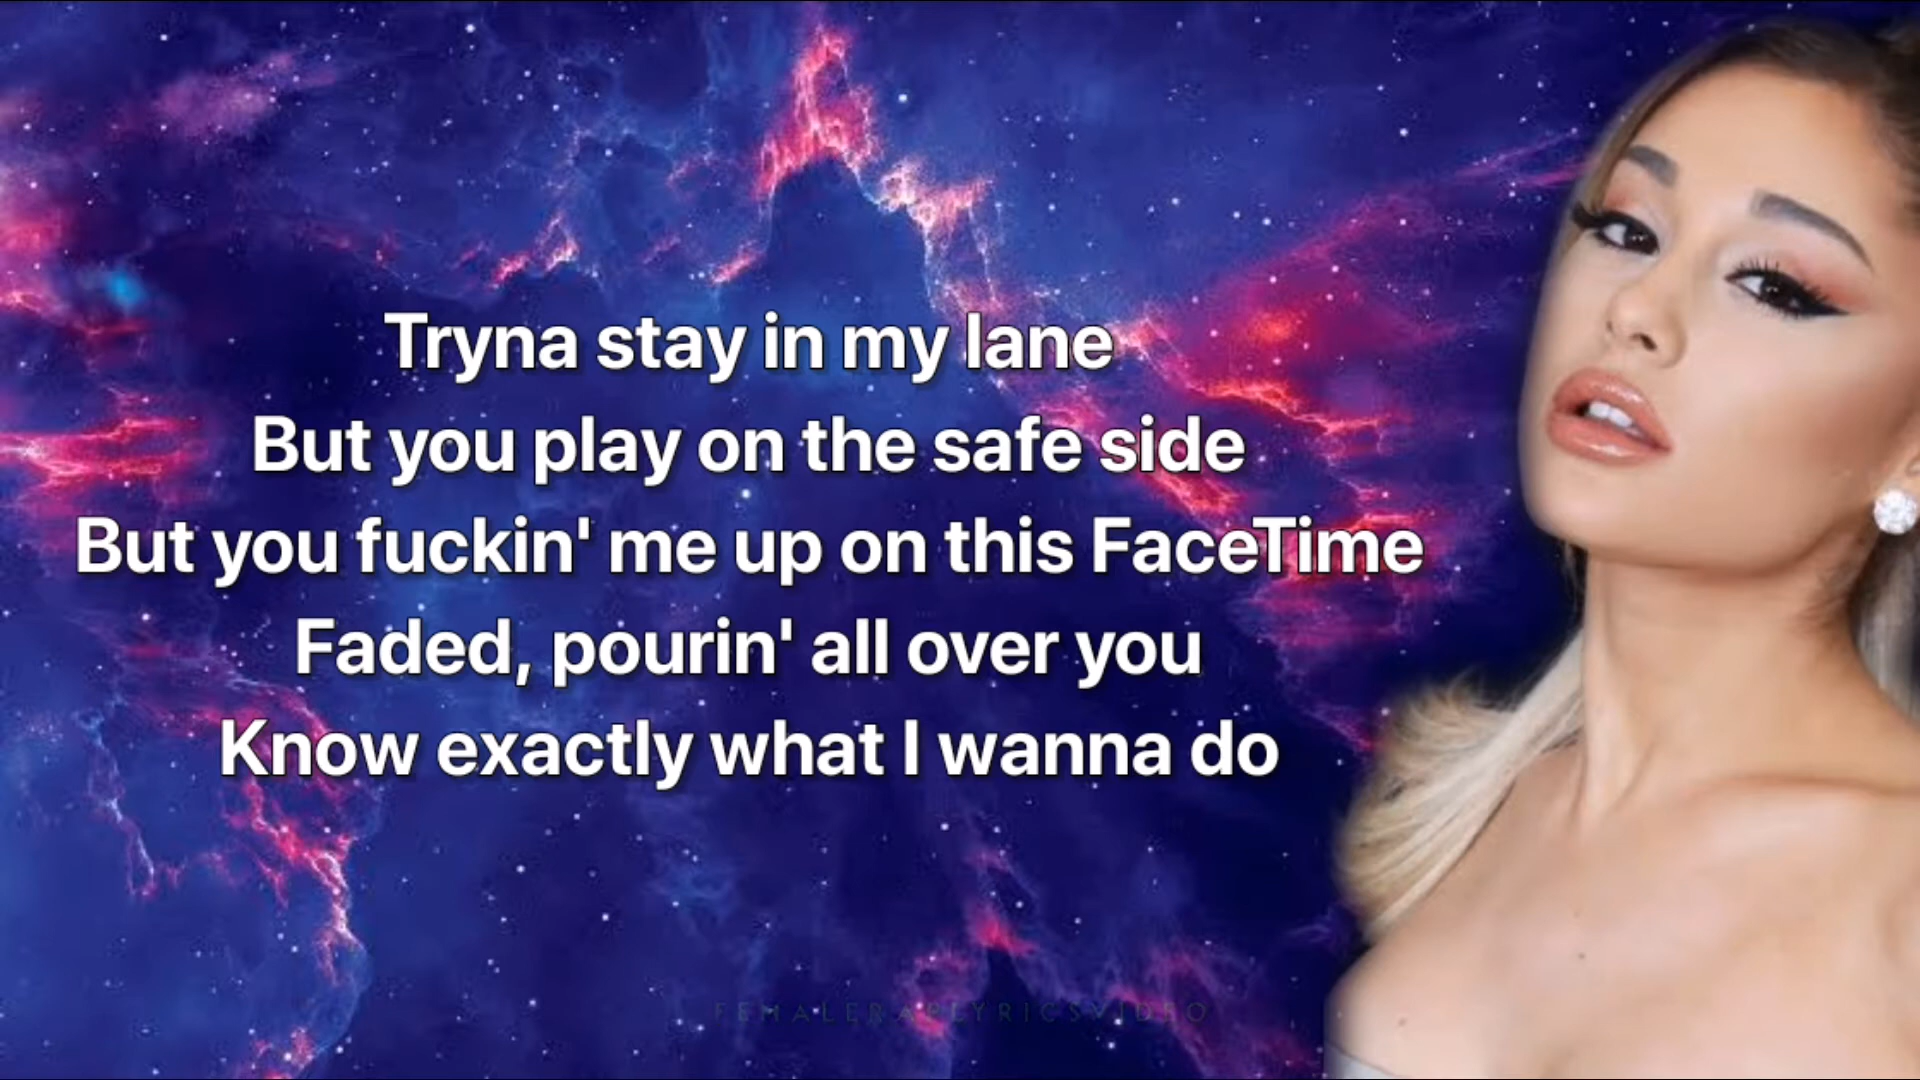 Tryna stay in my lane
But you play on the safe side
But you fuckin' me up on this FaceTime
Faded, pourin' all over you
Know exactly what I wanna do
FEMALERAPLYRICSVIDEO